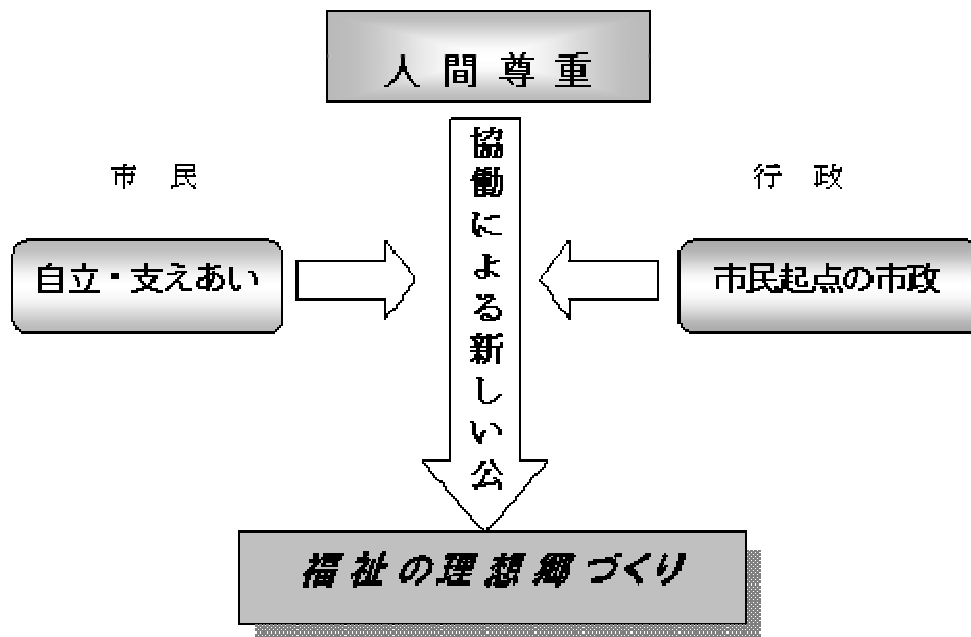 人間尊重
市民
行政
協働による新しい公
自立・支えあい
市民起点の市政
福祉の理想郷づくり